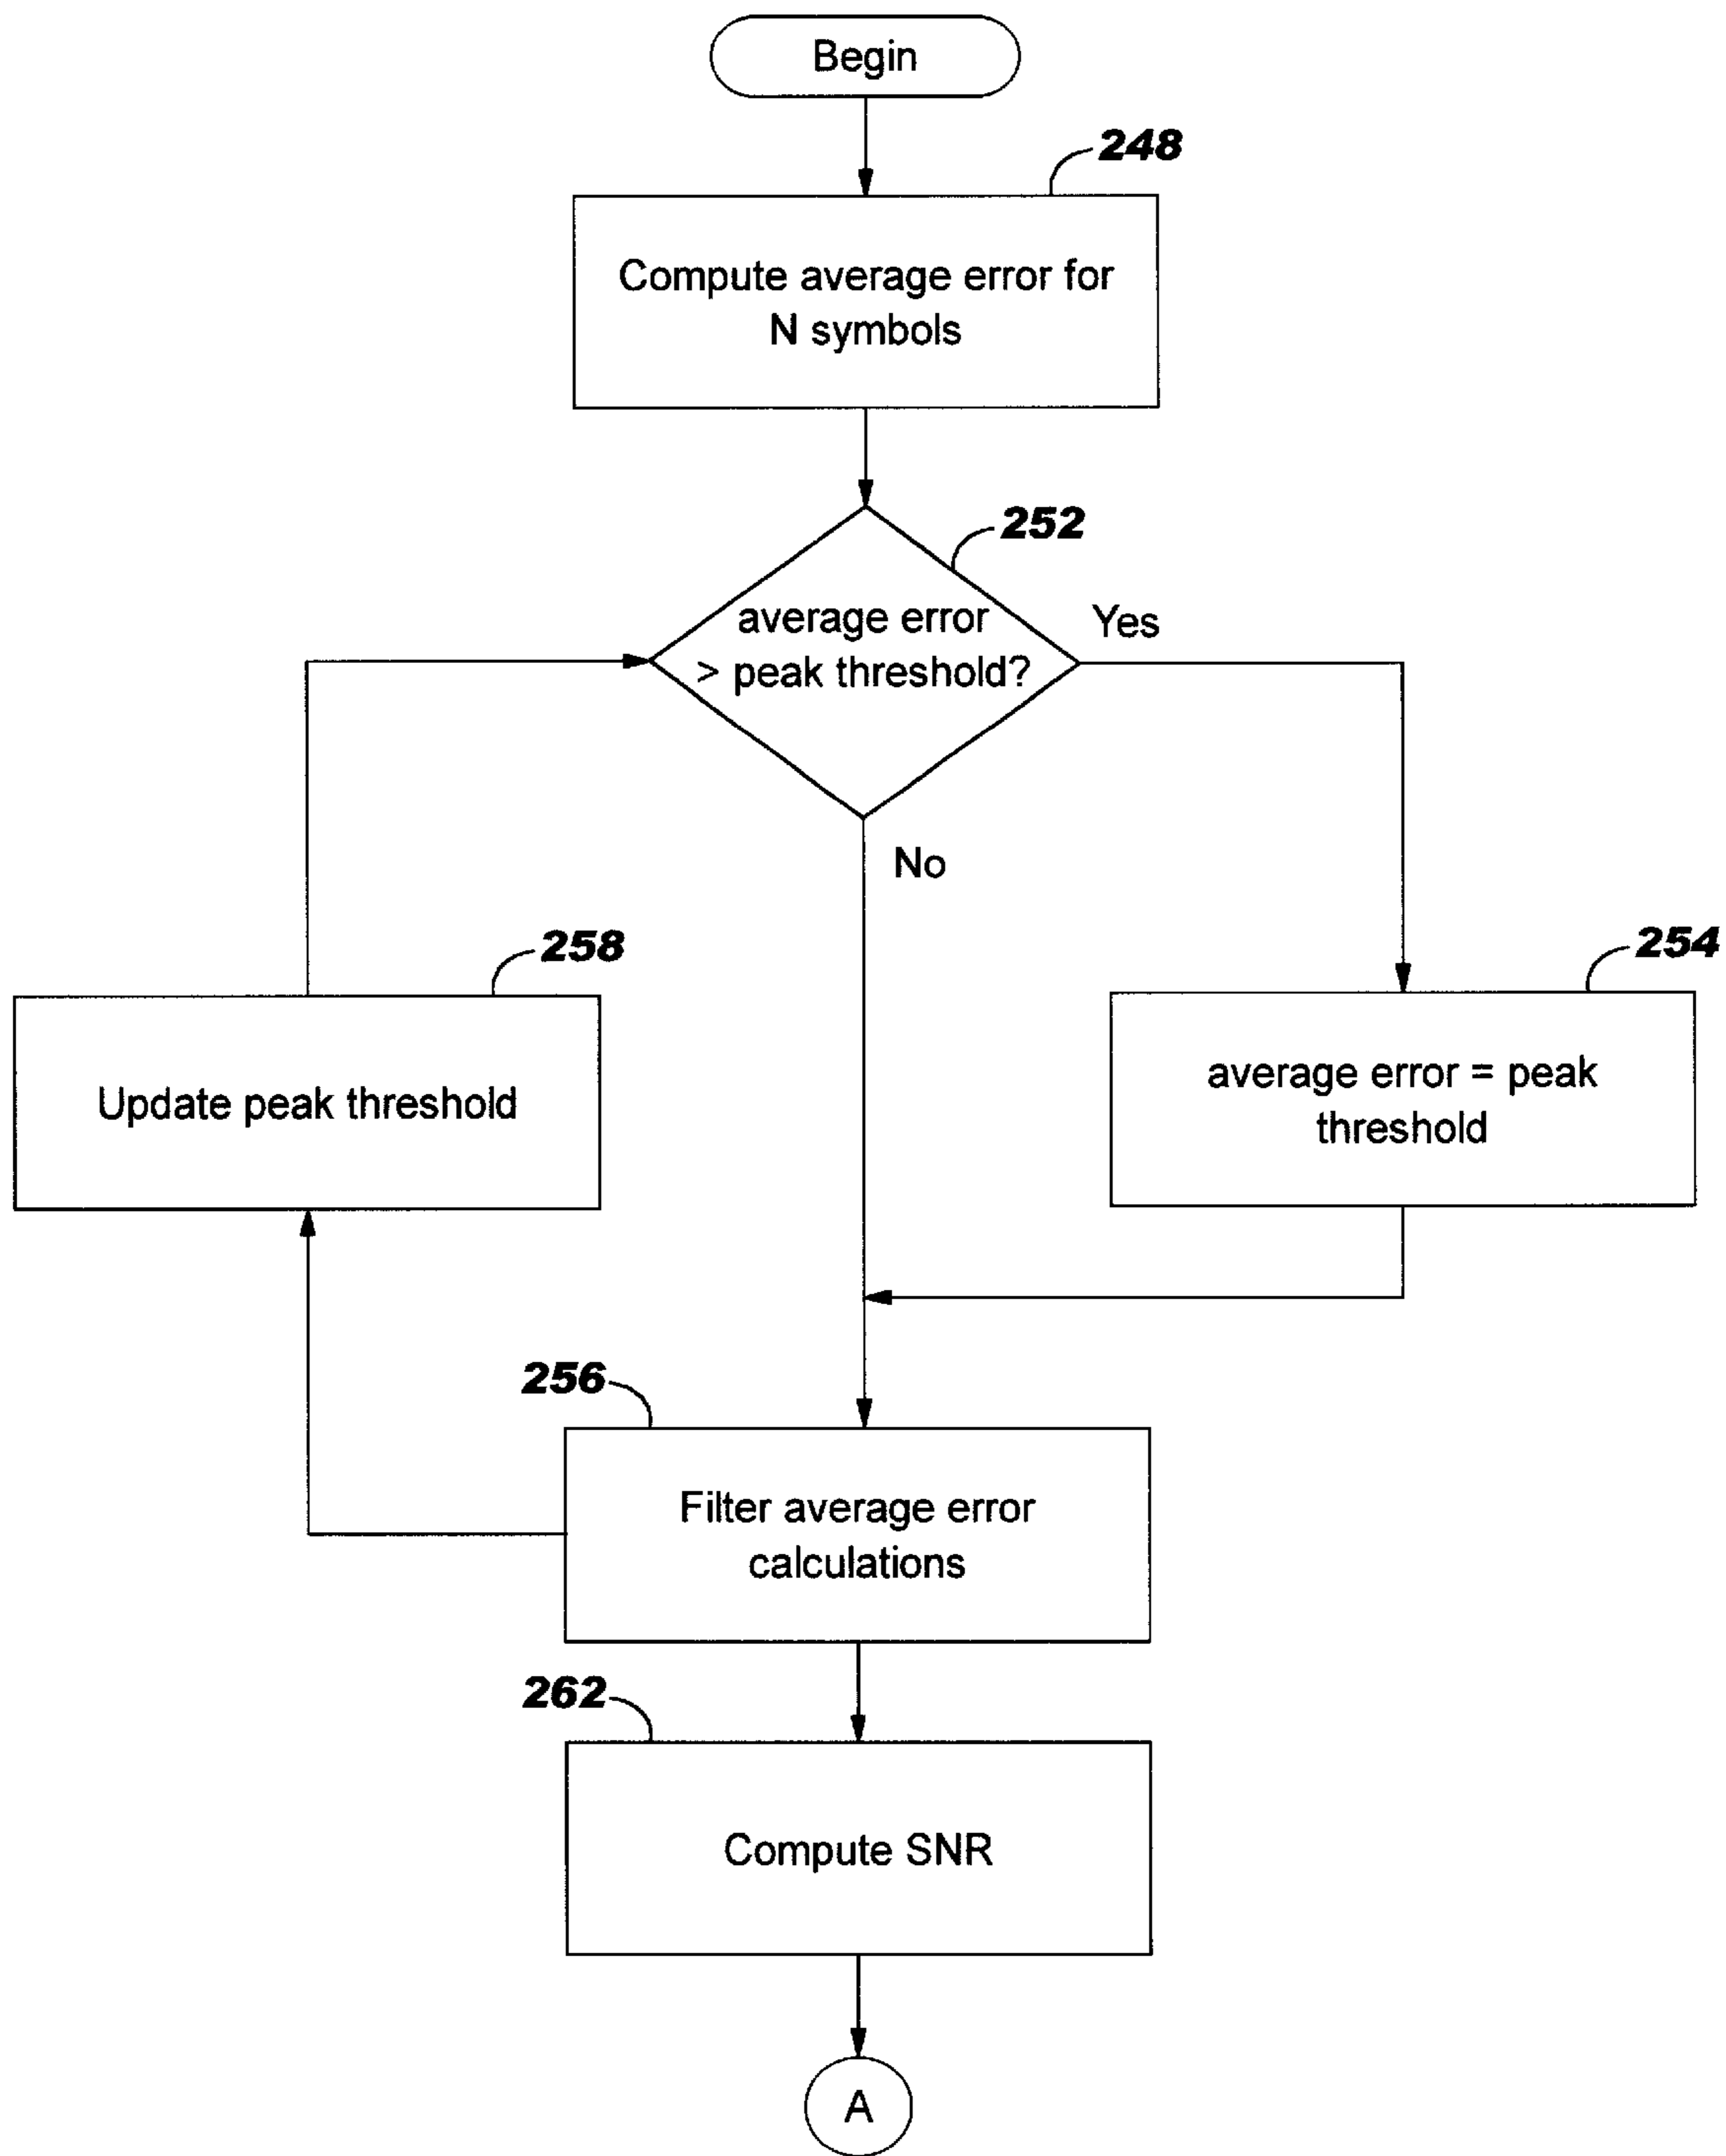 Begin
248
Compute average error for
N symbols
252
average error
> peak threshold?
Yes
No
258
Update peak threshold
254
average error = peak
threshold
256
Filter average error
calculations
262
Compute SNR
A